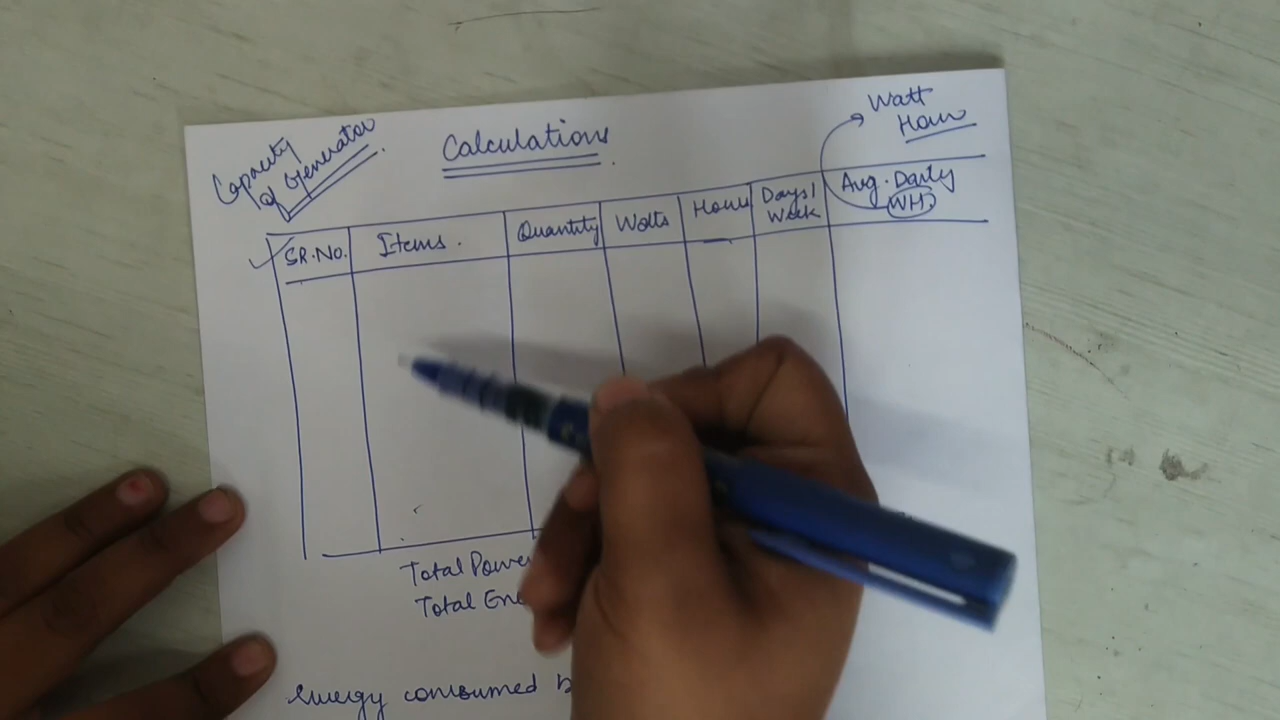 Capacity
of Generator
Calculations
Watt
Hour
SR.No.
Items.
Quantity
Watts
Hours
Days/
Week
Avg. Daily
WH
Total Power
Total Ene
energy consumed b